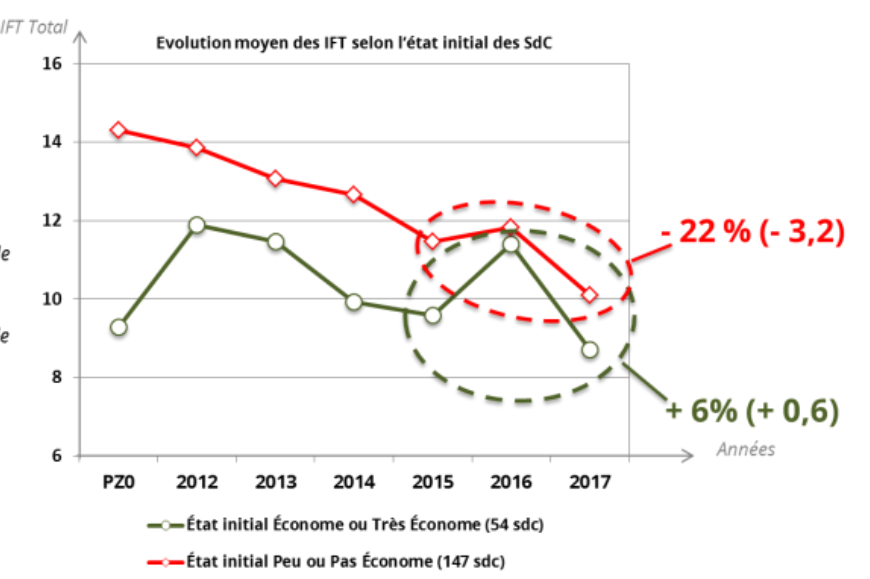 IFT Total
Evolution moyen des IFT selon l'état initial des SdC
16
14
12
10
8
6
- 22 % (- 3,2)
+ 6% (+ 0,6)
Années
PZ0 2012 2013 2014 2015 2016 2017
État initial Économe ou Très Économe (54 sdc)
État initial Peu ou Pas Économe (147 sdc)